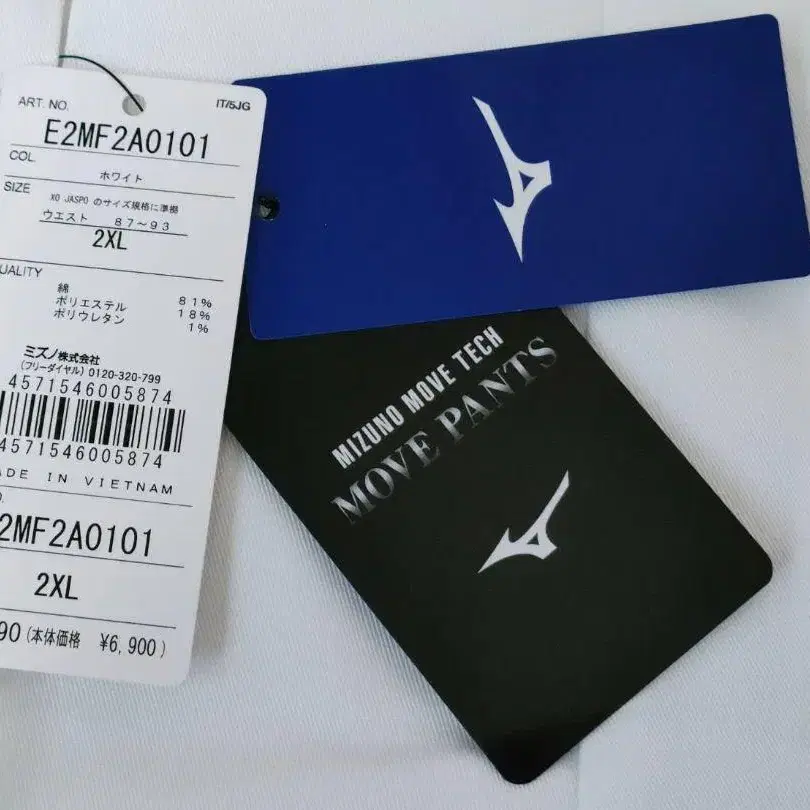 ART. NO.
IT/5JG
E2MF2A0101
COL.
ホワイト
SIZE
XO JASPO のサイズ規格に準拠
ウエスト 87~93
2XL
UALITY
綿 81%
ポリエステル 18%
ポリウレタン 1%
ミズノ株式会社
(フリーダイヤル) 0120-320-799
4571546005874
4571546005874
ADE IN VIETNAM
2MF2A0101
2XL
90 (本体価格 ¥6,900)
MIZUNO MOVE TECH
MOVE PANTS